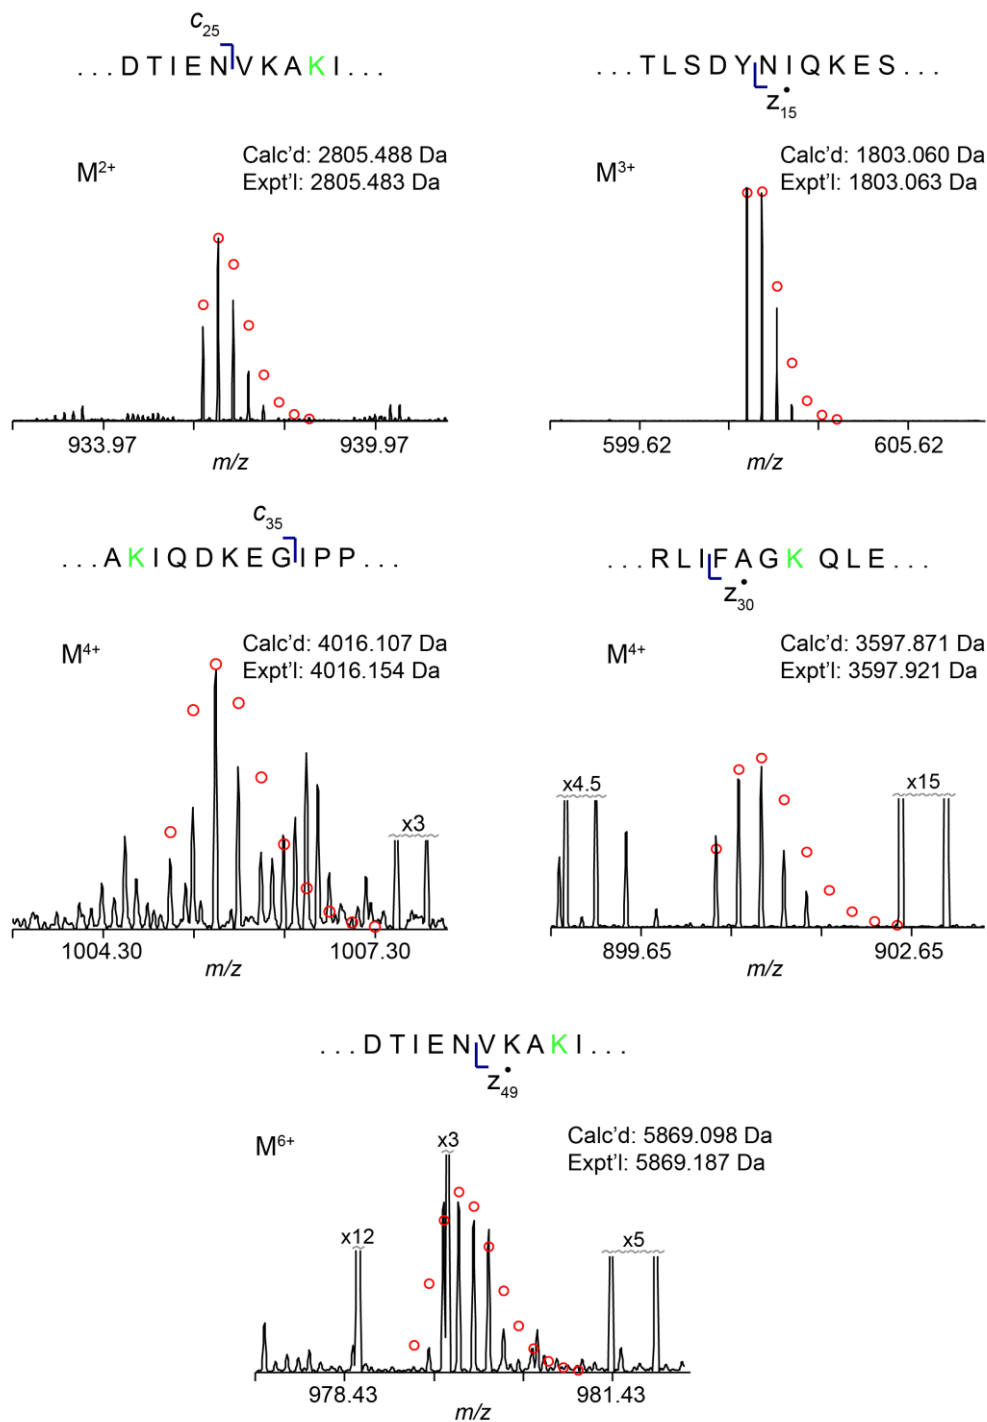 c25
...DTIENVKAKI...
M2+
Calc'd: 2805.488 Da
Expt'l: 2805.483 Da
933.97
939.97
m/z
...TLSDYNIQKES...
z•15
M3+
Calc'd: 1803.060 Da
Expt'l: 1803.063 Da
599.62
605.62
m/z
c35
...AKIQDKEGIPP...
M4+
Calc'd: 4016.107 Da
Expt'l: 4016.154 Da
x3
1004.30
1007.30
m/z
...RLIFAGKQLE...
z•30
M4+
Calc'd: 3597.871 Da
Expt'l: 3597.921 Da
x4.5
x15
899.65
902.65
m/z
...DTIENVKAKI...
z•49
M6+
Calc'd: 5869.098 Da
Expt'l: 5869.187 Da
x3
x12
x5
978.43
981.43
m/z